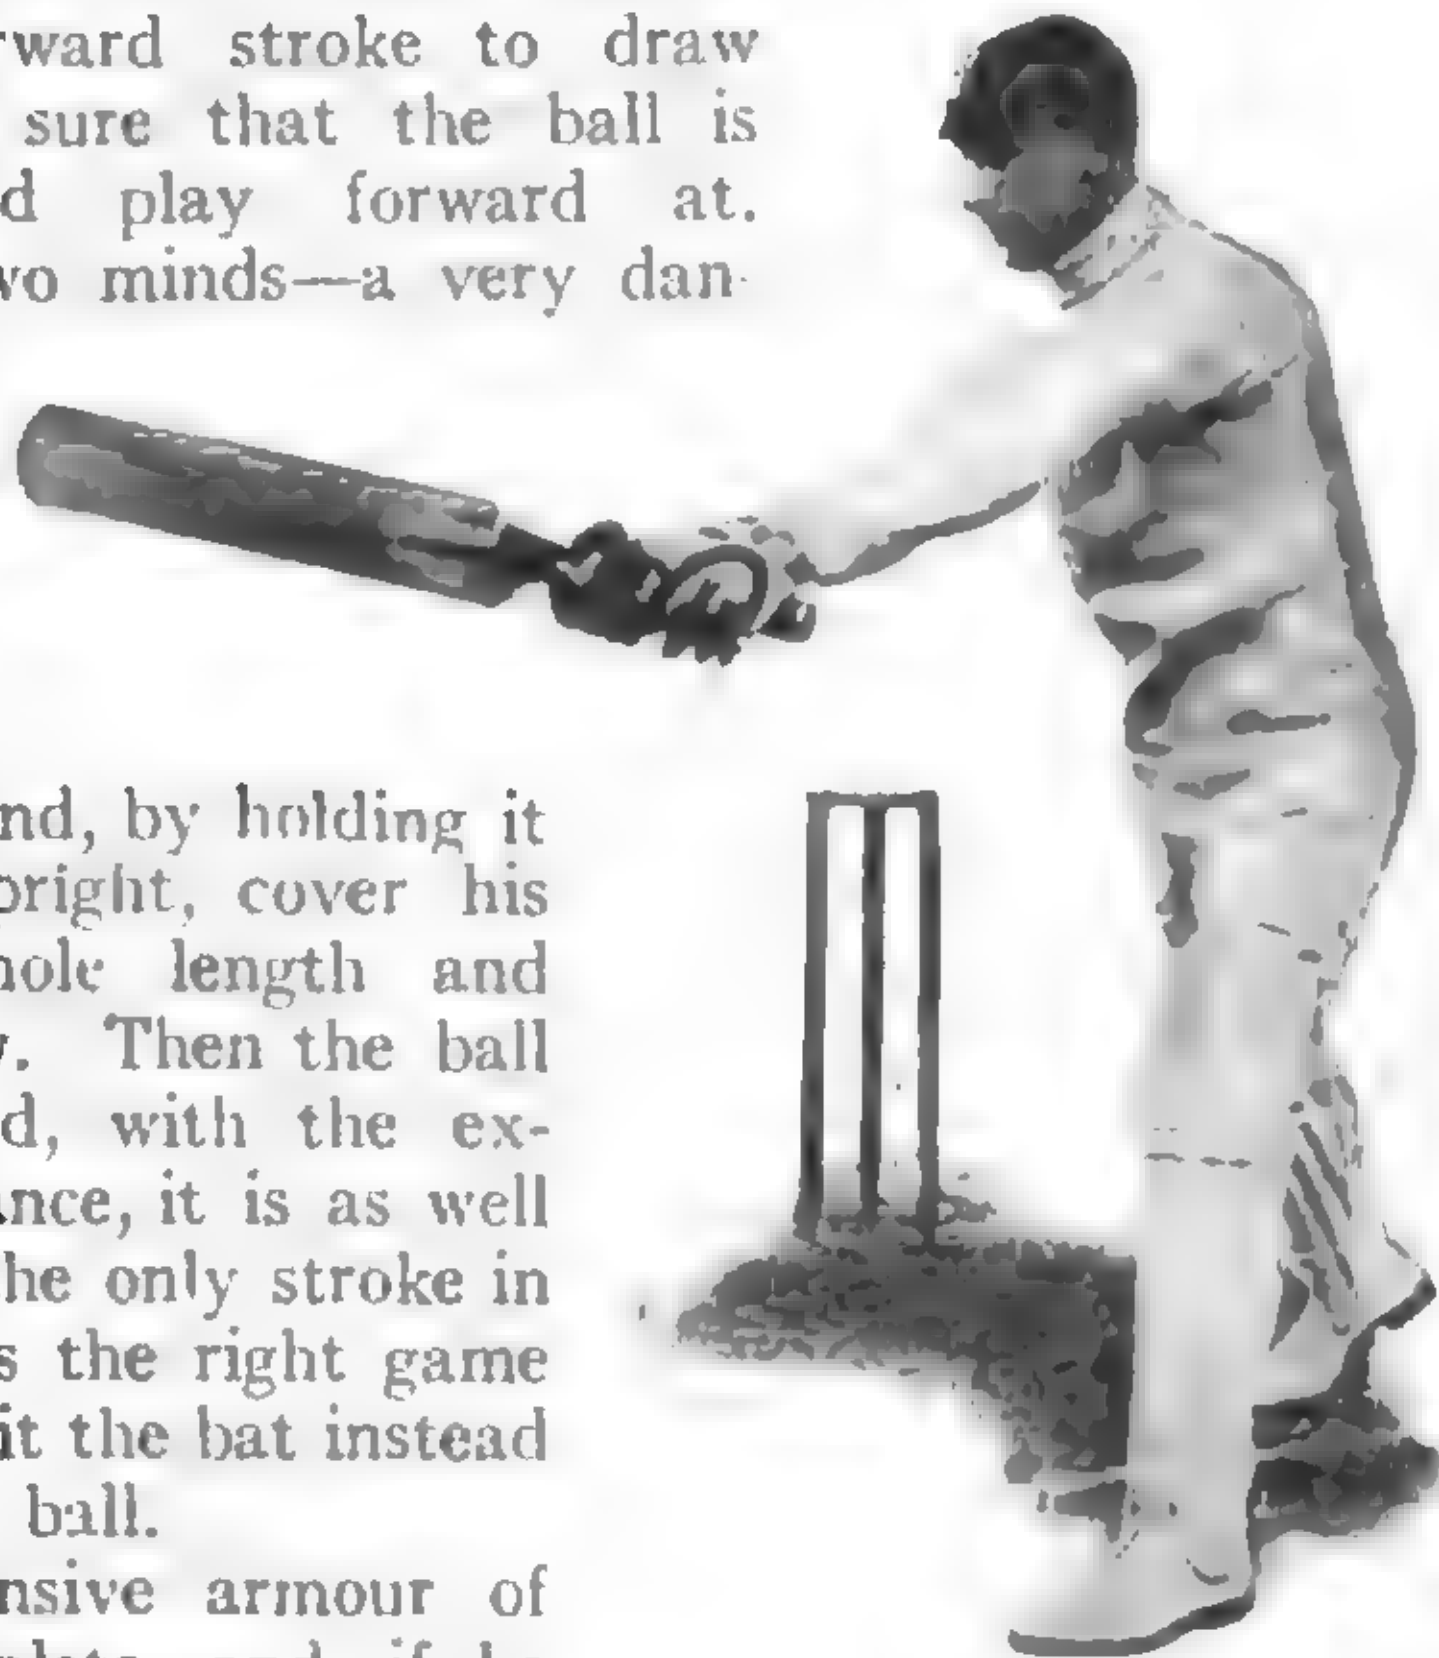 rward stroke to draw
sure that the ball is
d play forward at.
wo minds—a very dan-
nd, by holding it
pright, cover his
hole length and
y. Then the ball
d, with the ex-
ance, it is as well
he only stroke in
s the right game
it the bat instead
ball.
nsive armour of